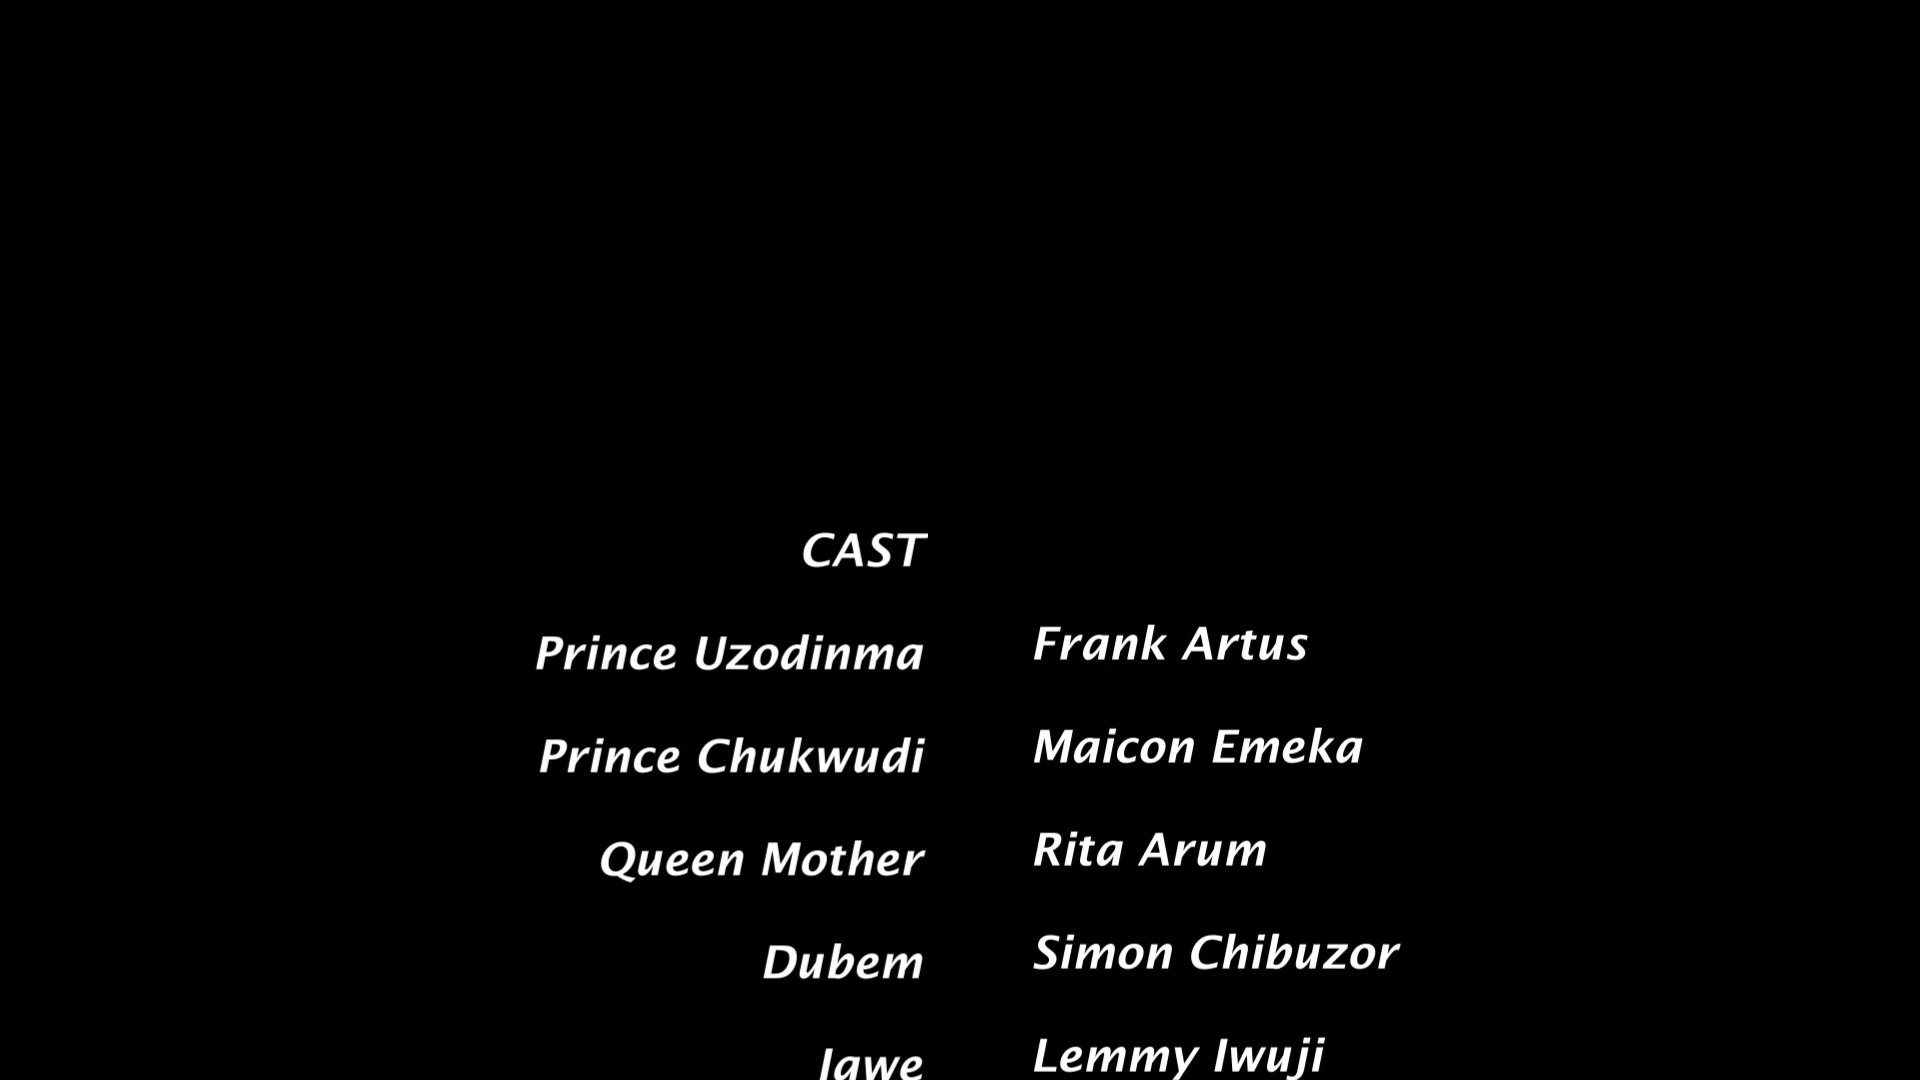 CAST
Prince Uzodinma Frank Artus
Prince Chukwudi Maicon Emeka
Queen Mother Rita Arum
Dubem Simon Chibuzor
Lemmy Iwuji